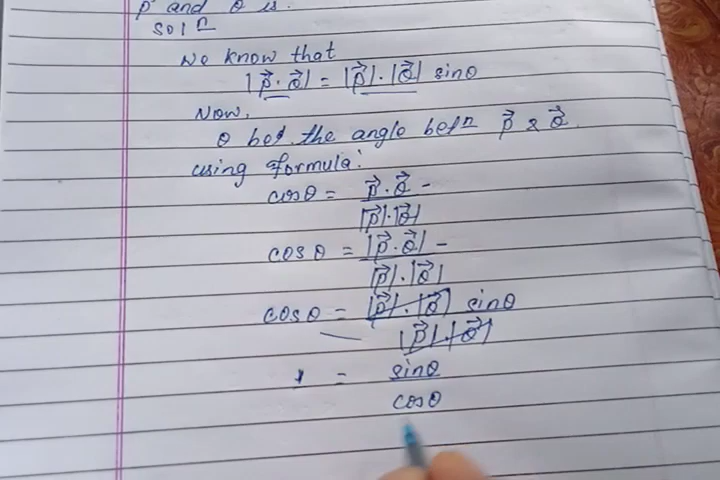 p and Q is.
solⁿ
We know that
|p⃗ · Q⃗| = |p⃗| · |Q⃗| sinθ
Now,
θ be the angle betⁿ p⃗ & Q⃗.
using formula:
cosθ = p⃗ · Q⃗ / |p⃗| · |Q⃗|
cosθ = |p⃗ · Q⃗| / |p⃗| · |Q⃗|
cosθ = |p⃗| · |Q⃗| sinθ / |p⃗| · |Q⃗|
1 = sinθ / cosθ